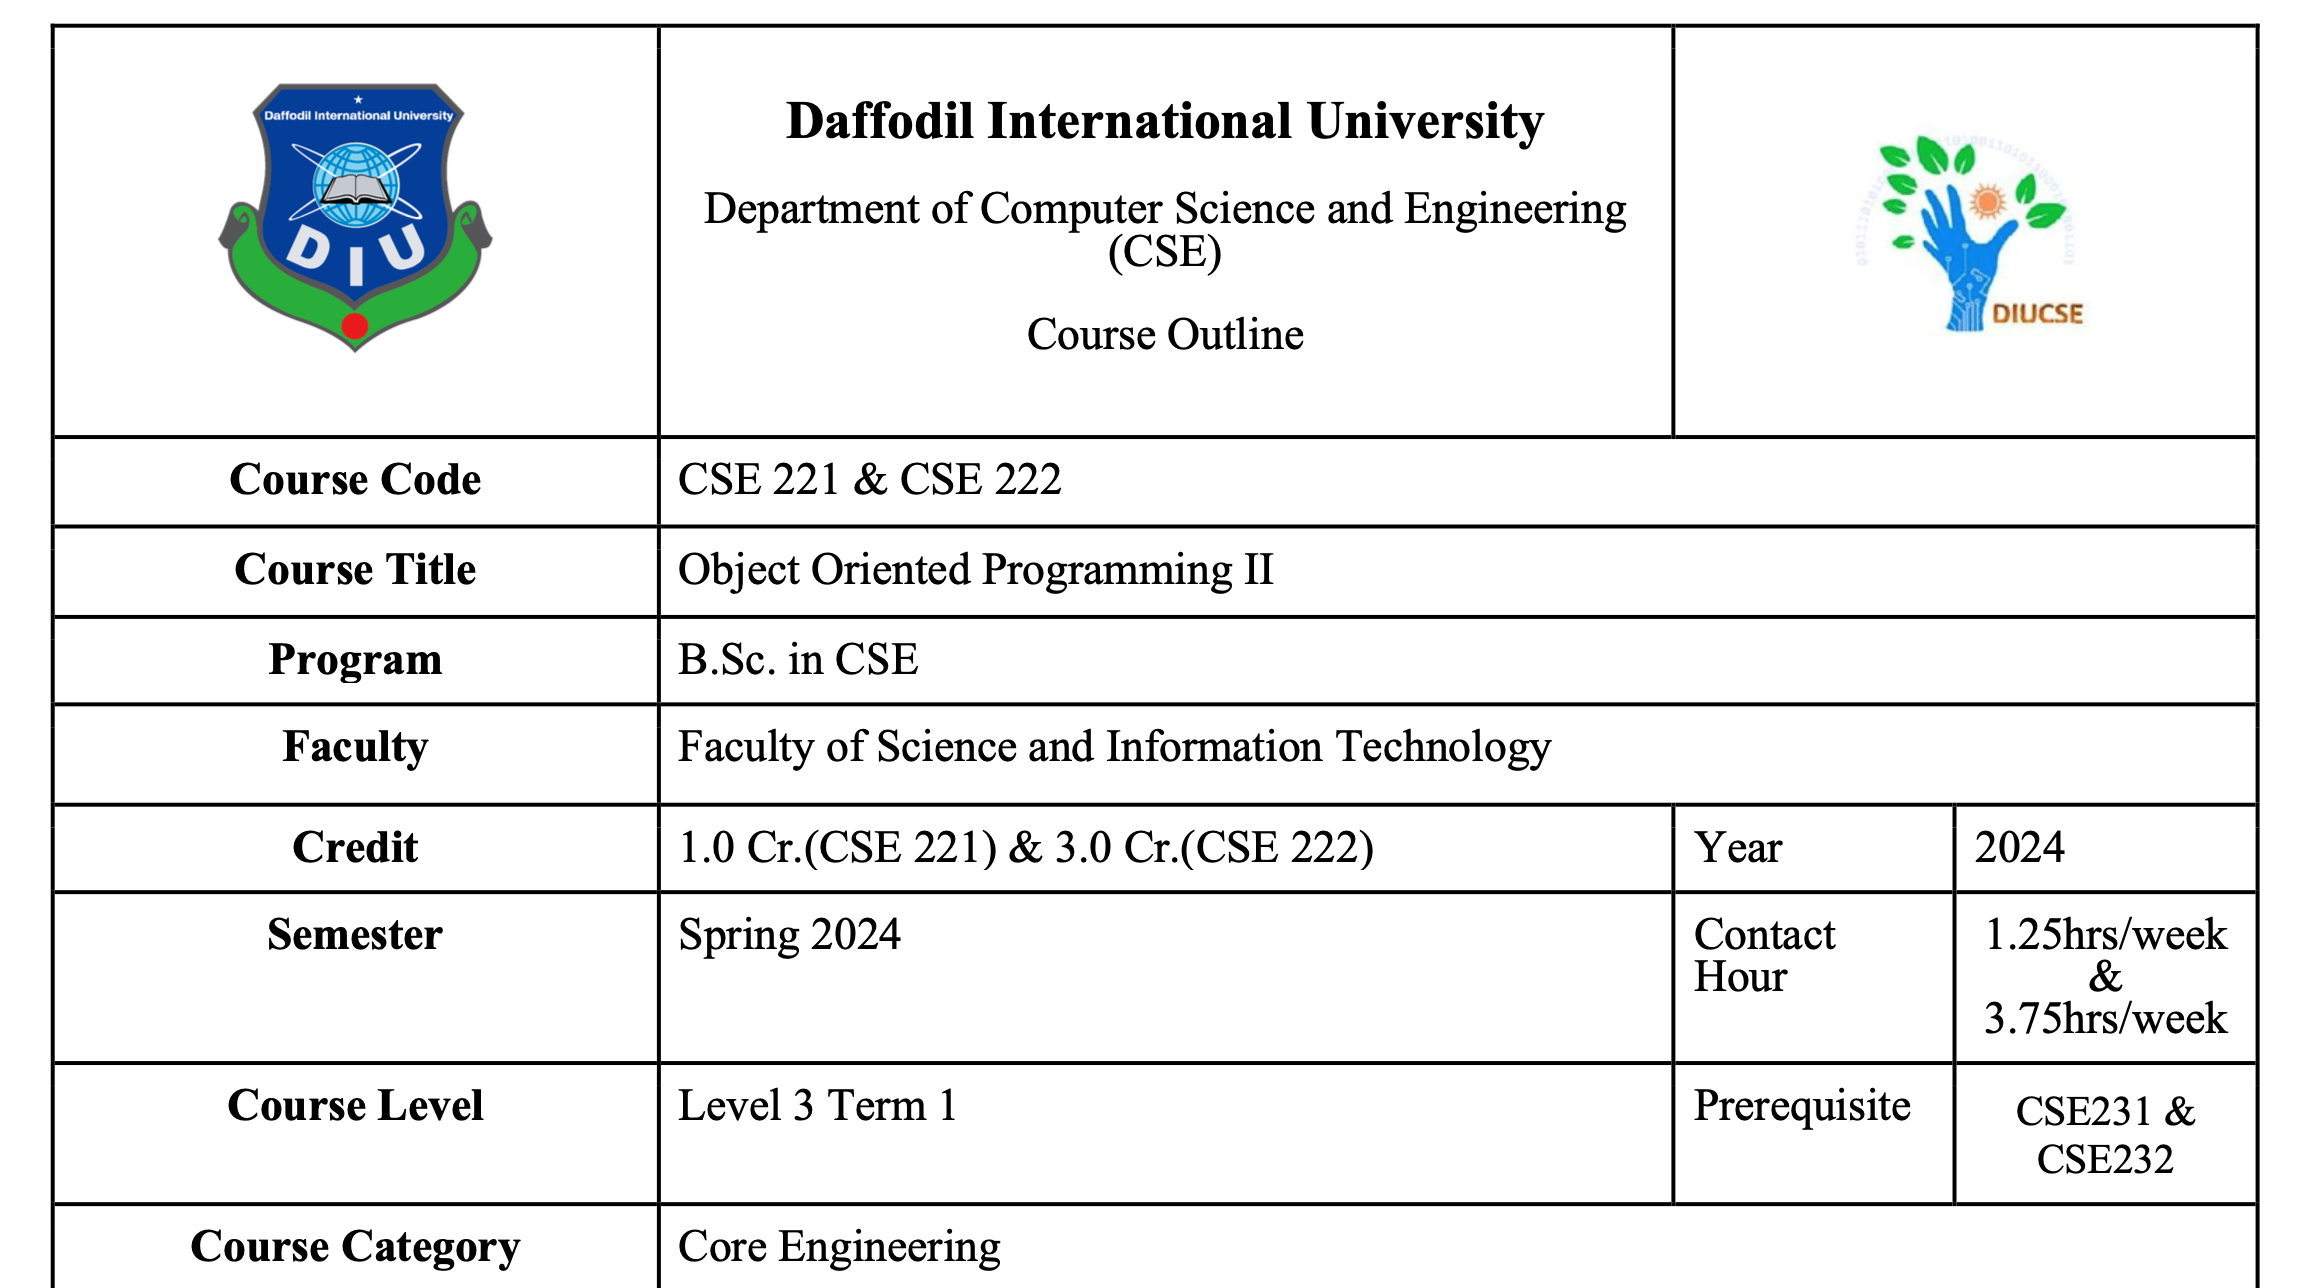 Daffodil International University
DIU
Daffodil International University
Department of Computer Science and Engineering
(CSE)
Course Outline
DIUCSE
Course Code
CSE 221 & CSE 222
Course Title
Object Oriented Programming II
Program
B.Sc. in CSE
Faculty
Faculty of Science and Information Technology
Credit
1.0 Cr.(CSE 221) & 3.0 Cr.(CSE 222)
Year
2024
Semester
Spring 2024
Contact
Hour
1.25hrs/week
&
3.75hrs/week
Course Level
Level 3 Term 1
Prerequisite
CSE231 &
CSE232
Course Category
Core Engineering